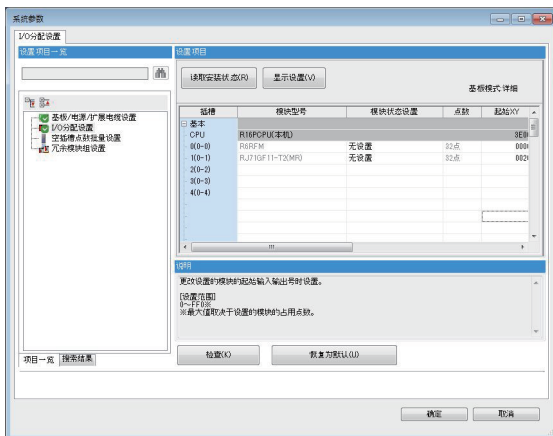 系统参数
I/O分配设置
设置项目一览
设置项目
读取安装状态(R)
显示设置(V)
基板模式:详细
插槽 模块型号 模块状态设置 点数 起始XY
基本
CPU R16PCPU(本机) 3E0
0(0-0) R6RFM 无设置 32点 000
1(0-1) RJ71GF11-T2(MR) 无设置 32点 002
2(0-2)
3(0-3)
4(0-4)
基板/电源/扩展电缆设置
I/O分配设置
空插槽点数批量设置
冗余模块组设置
说明
更改设置的模块的起始输入输出号时设置。
[设置范围]
0～FF0※
※最大值取决于设置的模块的占用点数。
项目一览 搜索结果
检查(K)
恢复为默认(U)
确定
取消